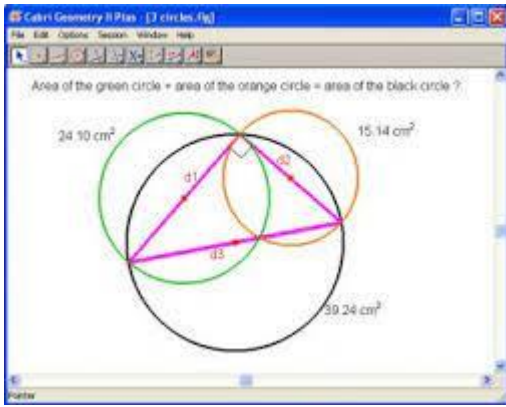 Cabri Geometry II Plus - [3 circles.fig]
File Edit Options Session Window Help
Area of the green circle + area of the orange circle = area of the black circle ?
24.10 cm²
15.14 cm²
d1
d2
d3
39.24 cm²
Pointer